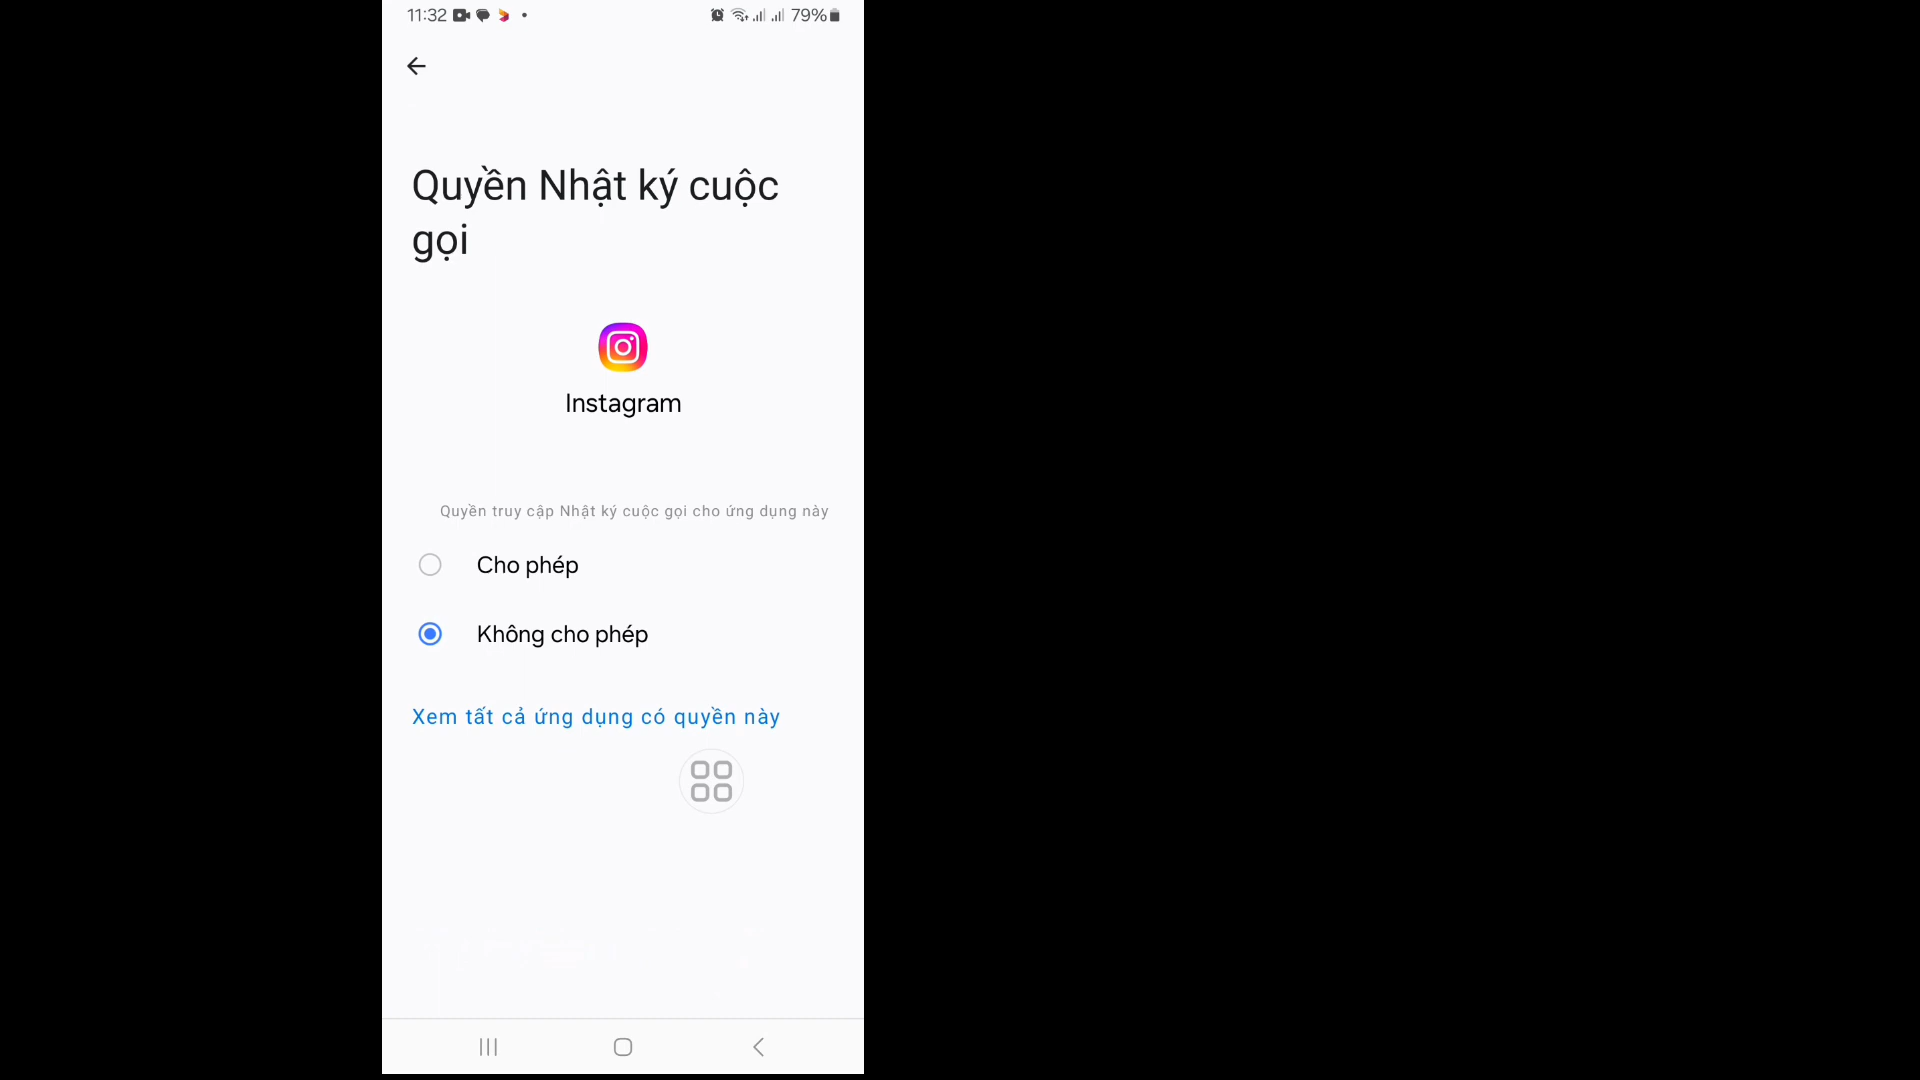 11:32
79%
Quyền Nhật ký cuộc
gọi
Instagram
Quyền truy cập Nhật ký cuộc gọi cho ứng dụng này
Cho phép
Không cho phép
Xem tất cả ứng dụng có quyền này